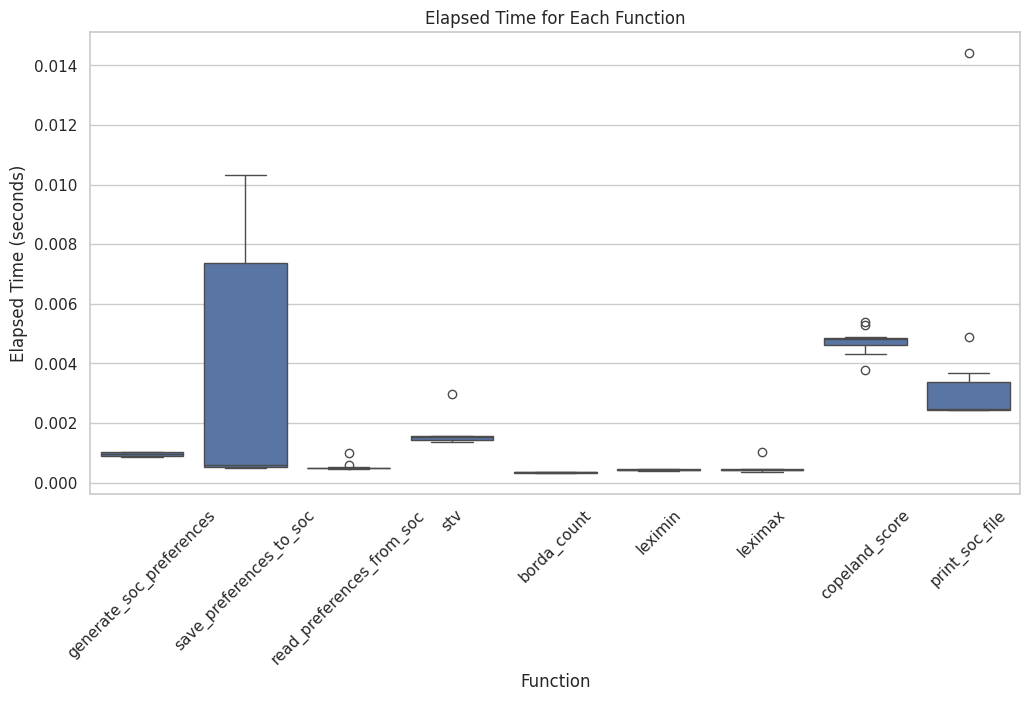 Elapsed Time for Each Function
Elapsed Time (seconds)
0.014
0.012
0.010
0.008
0.006
0.004
0.002
0.000
generate_soc_preferences
save_preferences_to_soc
read_preferences_from_soc
stv
borda_count
leximin
leximax
copeland_score
print_soc_file
Function